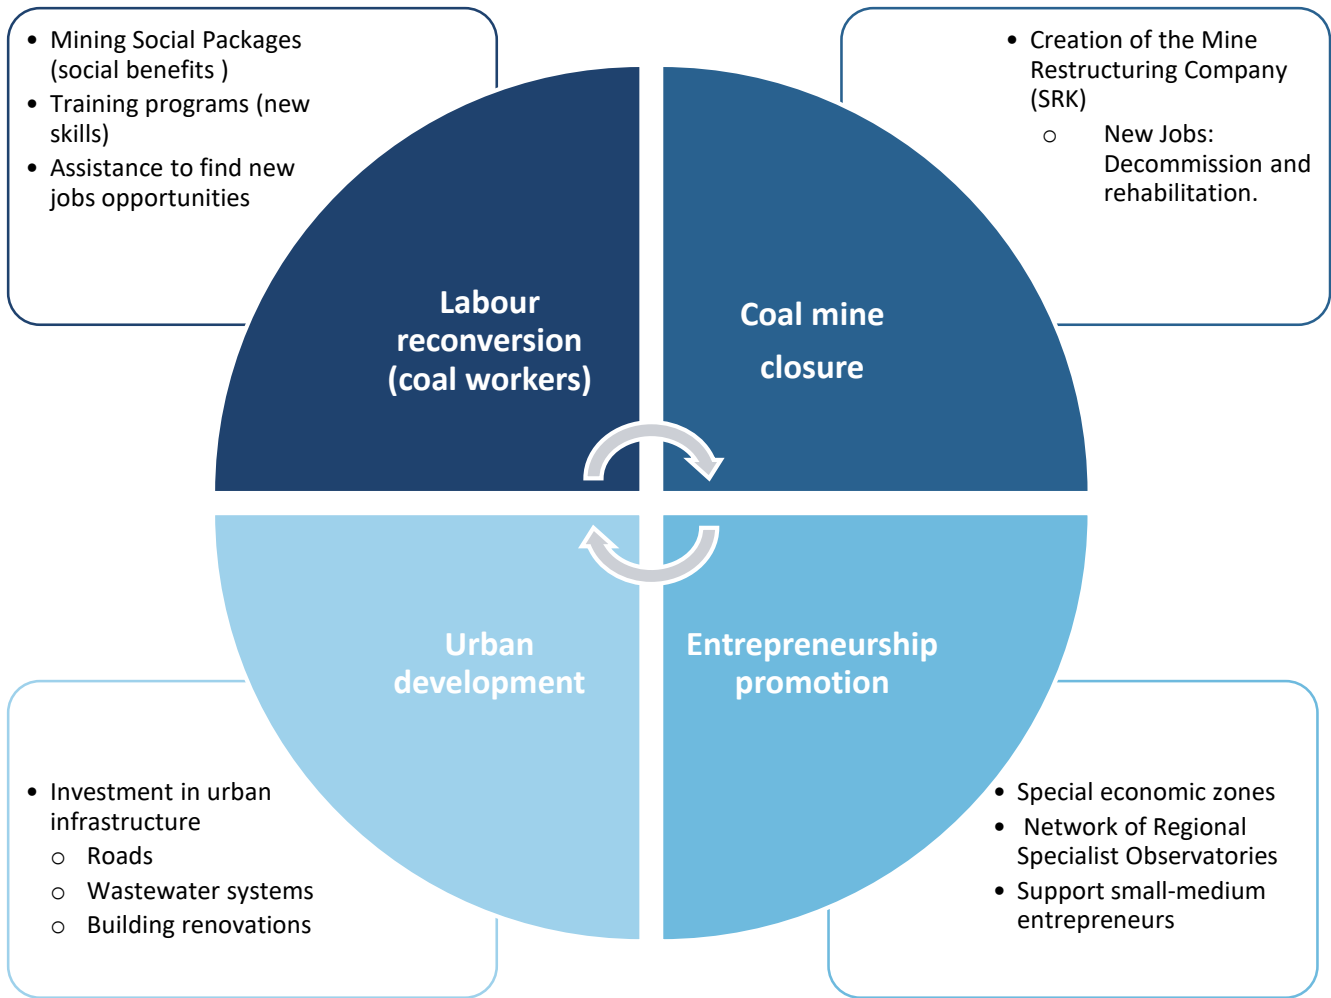 • Mining Social Packages
(social benefits )
• Training programs (new
skills)
• Assistance to find new
jobs opportunities
• Creation of the Mine
Restructuring Company
(SRK)
o New Jobs:
Decommission and
rehabilitation.
Labour
reconversion
(coal workers)
Coal mine
closure
Urban
development
Entrepreneurship
promotion
• Investment in urban
infrastructure
o Roads
o Wastewater systems
o Building renovations
• Special economic zones
• Network of Regional
Specialist Observatories
• Support small-medium
entrepreneurs